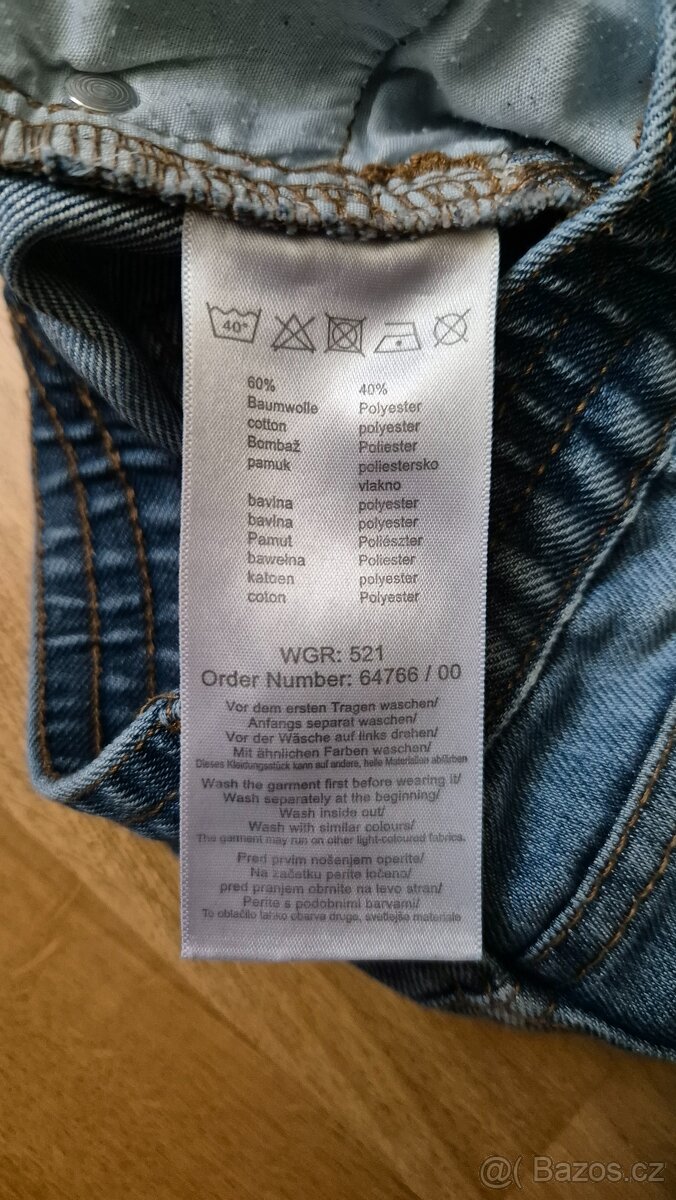 40°
60% 40%
Baumwolle Polyester
cotton polyester
Bombaž Poliester
pamuk poliestersko
vlakno
bavlna polyester
bavlna polyester
Pamut Poliészter
bawełna Poliester
katoen polyester
coton Polyester
WGR: 521
Order Number: 64766 / 00
Vor dem ersten Tragen waschen/
Anfangs separat waschen/
Vor der Wäsche auf links drehen/
Mit ähnlichen Farben waschen/
Dieses Kleidungsstück kann auf andere, helle Materialien abfärben
Wash the garment first before wearing it/
Wash separately at the beginning/
Wash inside out/
Wash with similar colours/
The garment may run on other light-coloured fabrics.
Pred prvim nošenjem operite/
Na začetku perite ločeno/
pred pranjem obrnite na levo stran/
Perite s podobnimi barvami/
To oblačilo lahko obarva druge, svetlejše materiale
@( Bazos.cz